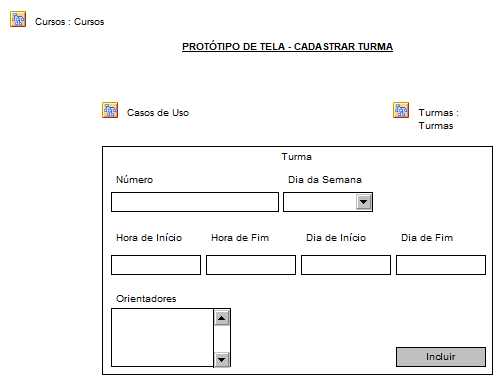 Cursos : Cursos
PROTÓTIPO DE TELA - CADASTRAR TURMA
Casos de Uso
Turmas :
Turmas
Turma
Número
Dia da Semana
Hora de Início
Hora de Fim
Dia de Início
Dia de Fim
Orientadores
Incluir